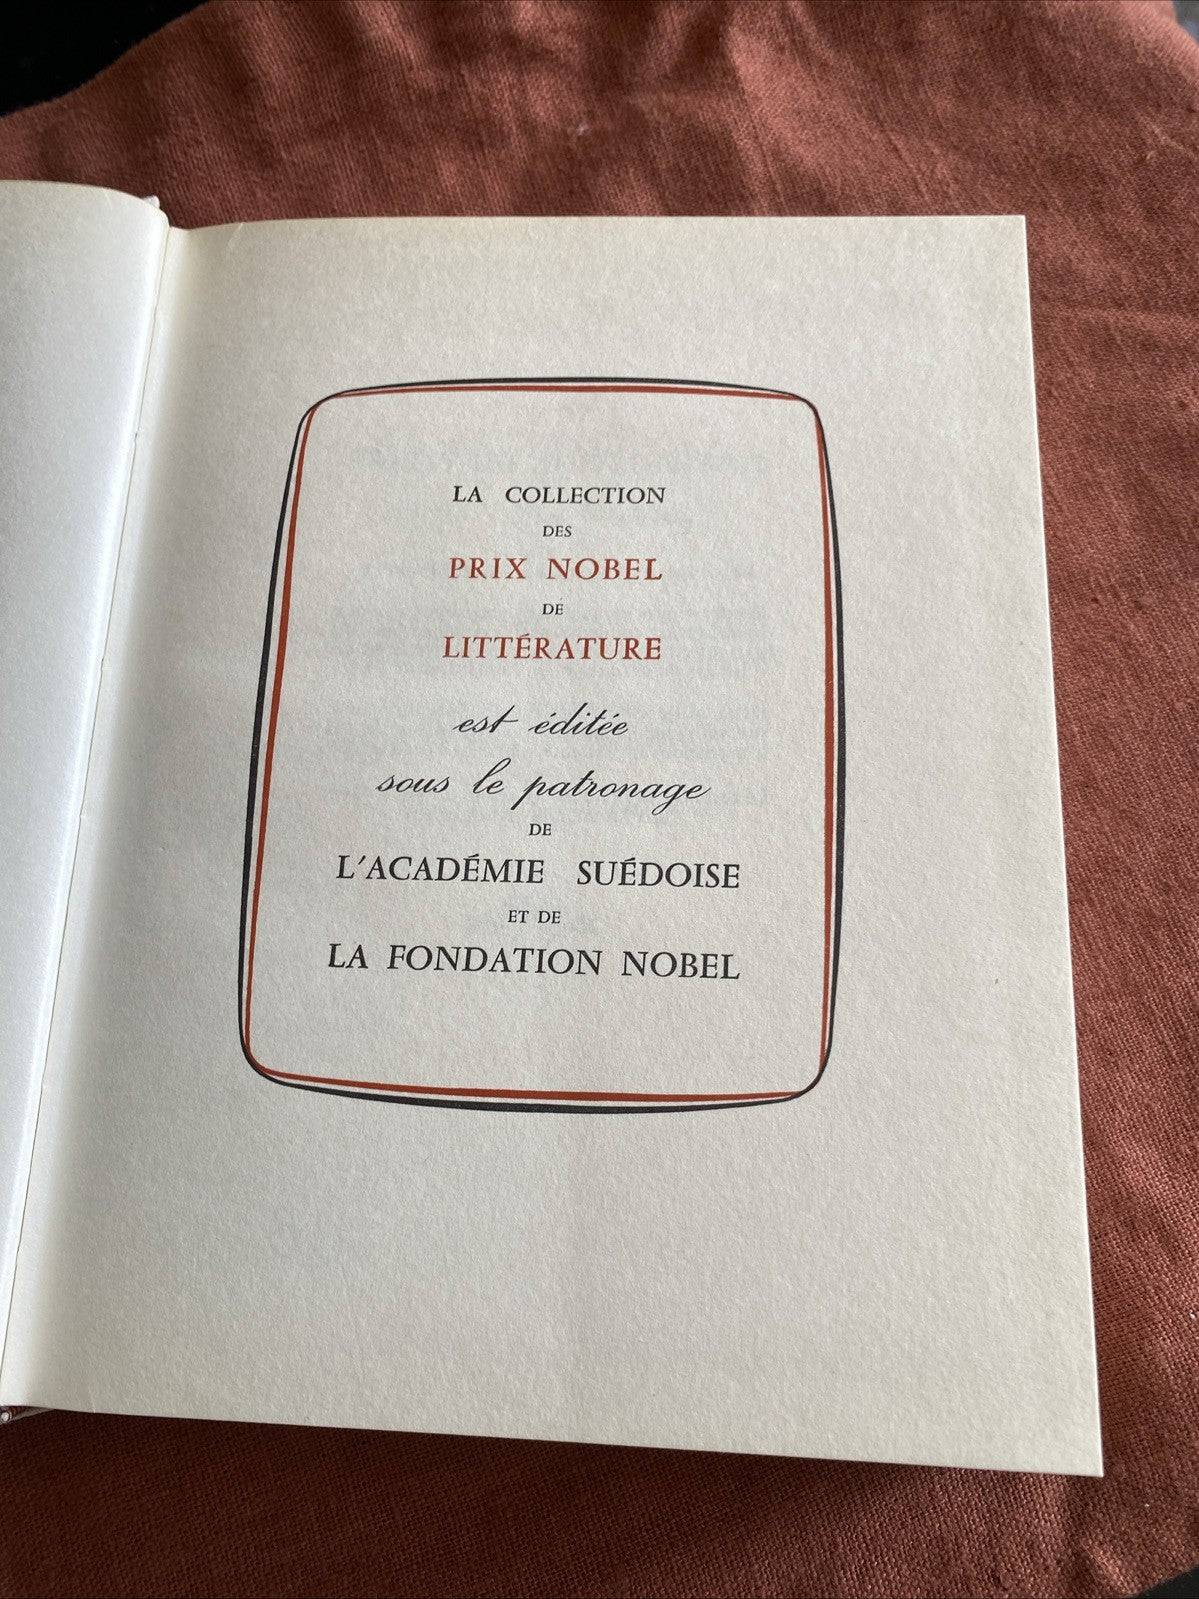 LA COLLECTION
DES
PRIX NOBEL
DE
LITTÉRATURE
est éditée
sous le patronage
DE
L'ACADÉMIE SUÉDOISE
ET DE
LA FONDATION NOBEL